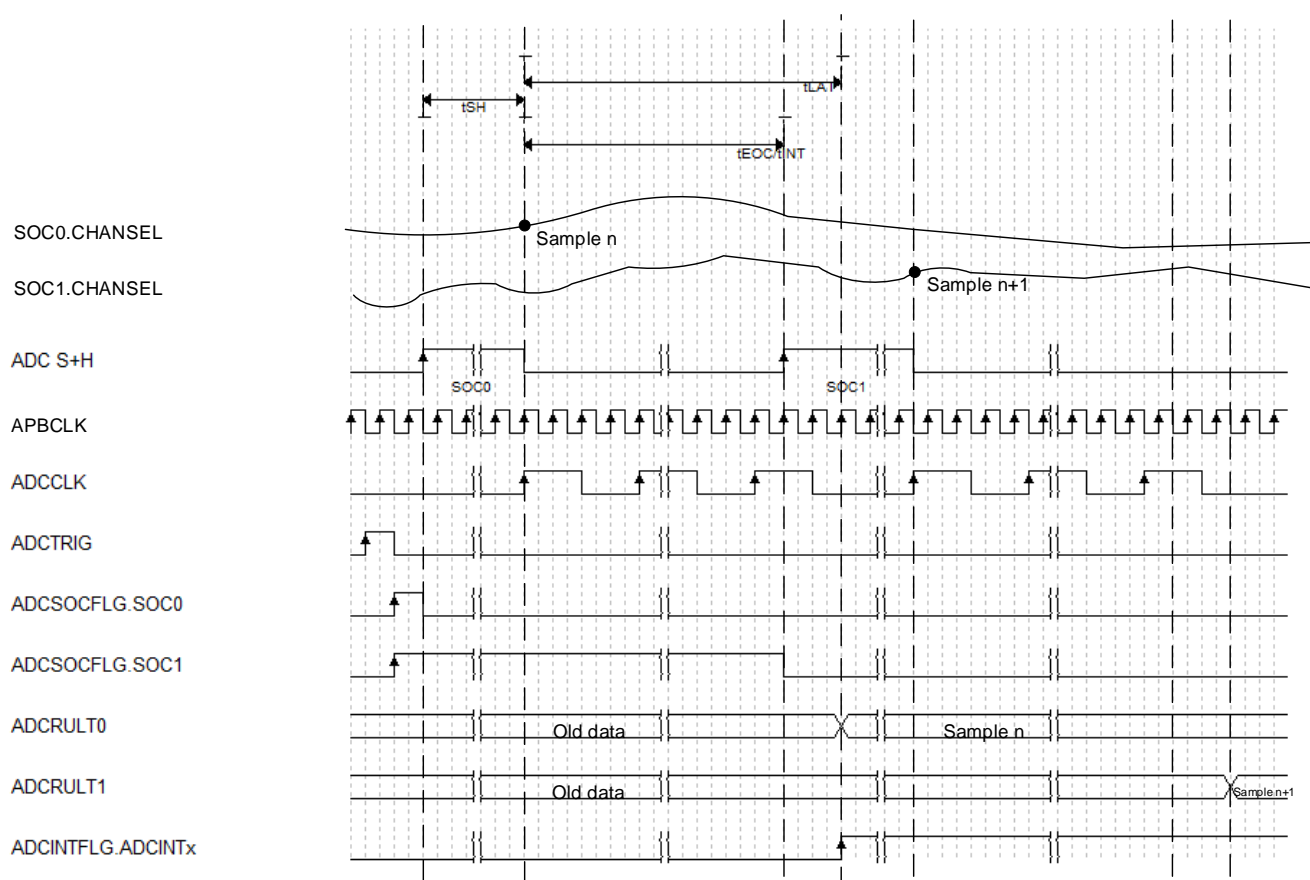 tLAT
tSH
tEOC/tINT
SOC0.CHANSEL
Sample n
SOC1.CHANSEL
Sample n+1
ADC S+H
SOC0
SOC1
APBCLK
ADCCLK
ADCTRIG
ADCSOCFLG.SOC0
ADCSOCFLG.SOC1
ADCRULT0
Old data
Sample n
ADCRULT1
Old data
Sample n+1
ADCINTFLG.ADCINTx